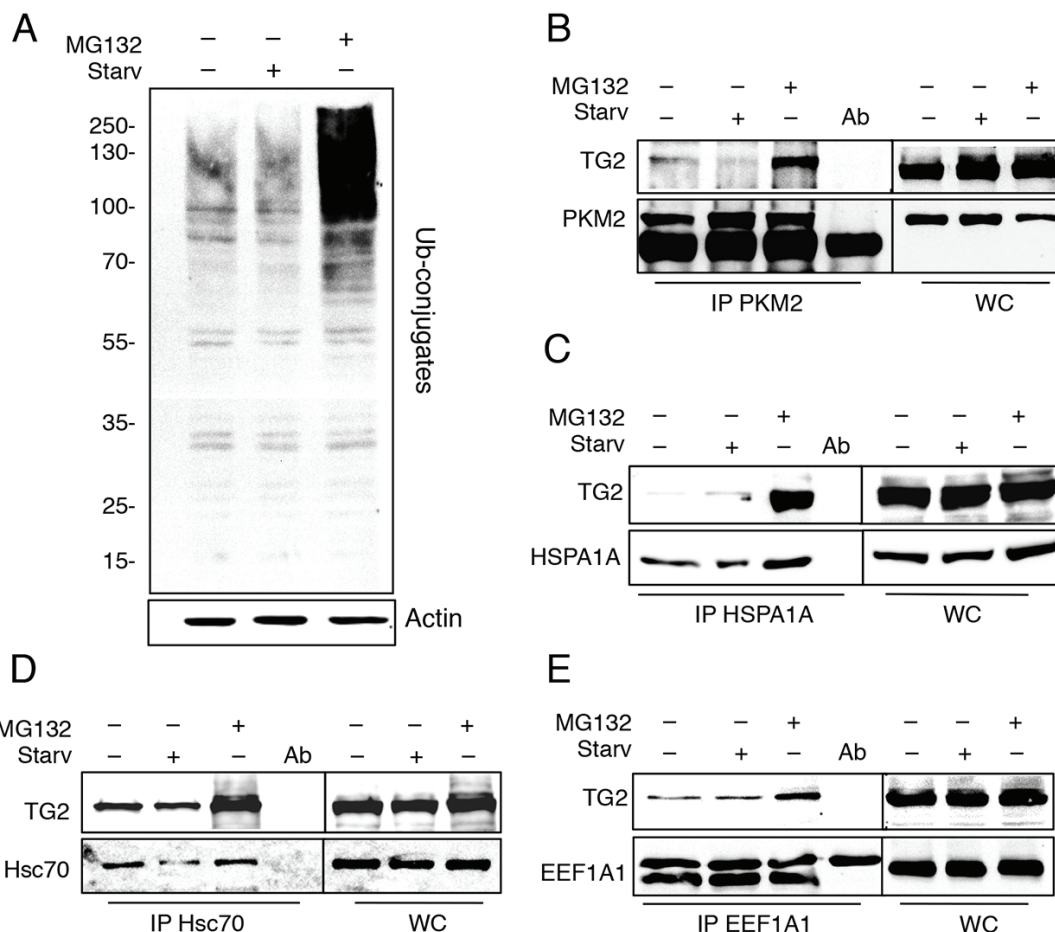 A
MG132 – – +
Starv – + –
250-
130-
100-
70-
55-
35-
25-
15-
Ub-conjugates
Actin
B
MG132 – – + – – +
Starv – + – Ab – + –
TG2
PKM2
IP PKM2 WC
C
MG132 – – + – – +
Starv – + – Ab – + –
TG2
HSPA1A
IP HSPA1A WC
D
MG132 – – + – – +
Starv – + – Ab – + –
TG2
Hsc70
IP Hsc70 WC
E
MG132 – – + – – +
Starv – + – Ab – + –
TG2
EEF1A1
IP EEF1A1 WC